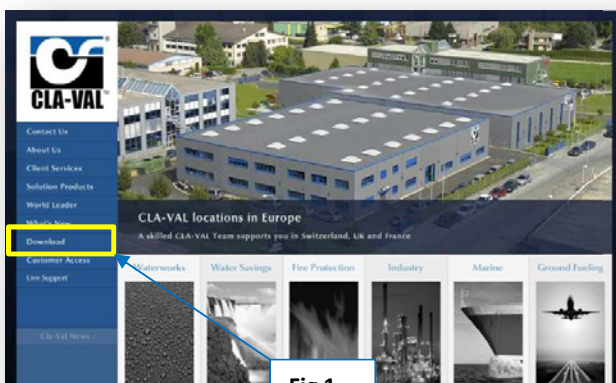 CLA-VAL
Contact Us
About Us
Client Services
Solution Products
World Leader
What's New
Download
Customer Access
Live Support
Cla-Val News
CLA-VAL locations in Europe
A skilled CLA-VAL Team supports you in Switzerland, UK and France
Waterworks
Water Savings
Fire Protection
Industry
Marine
Ground Fueling
Fig 1